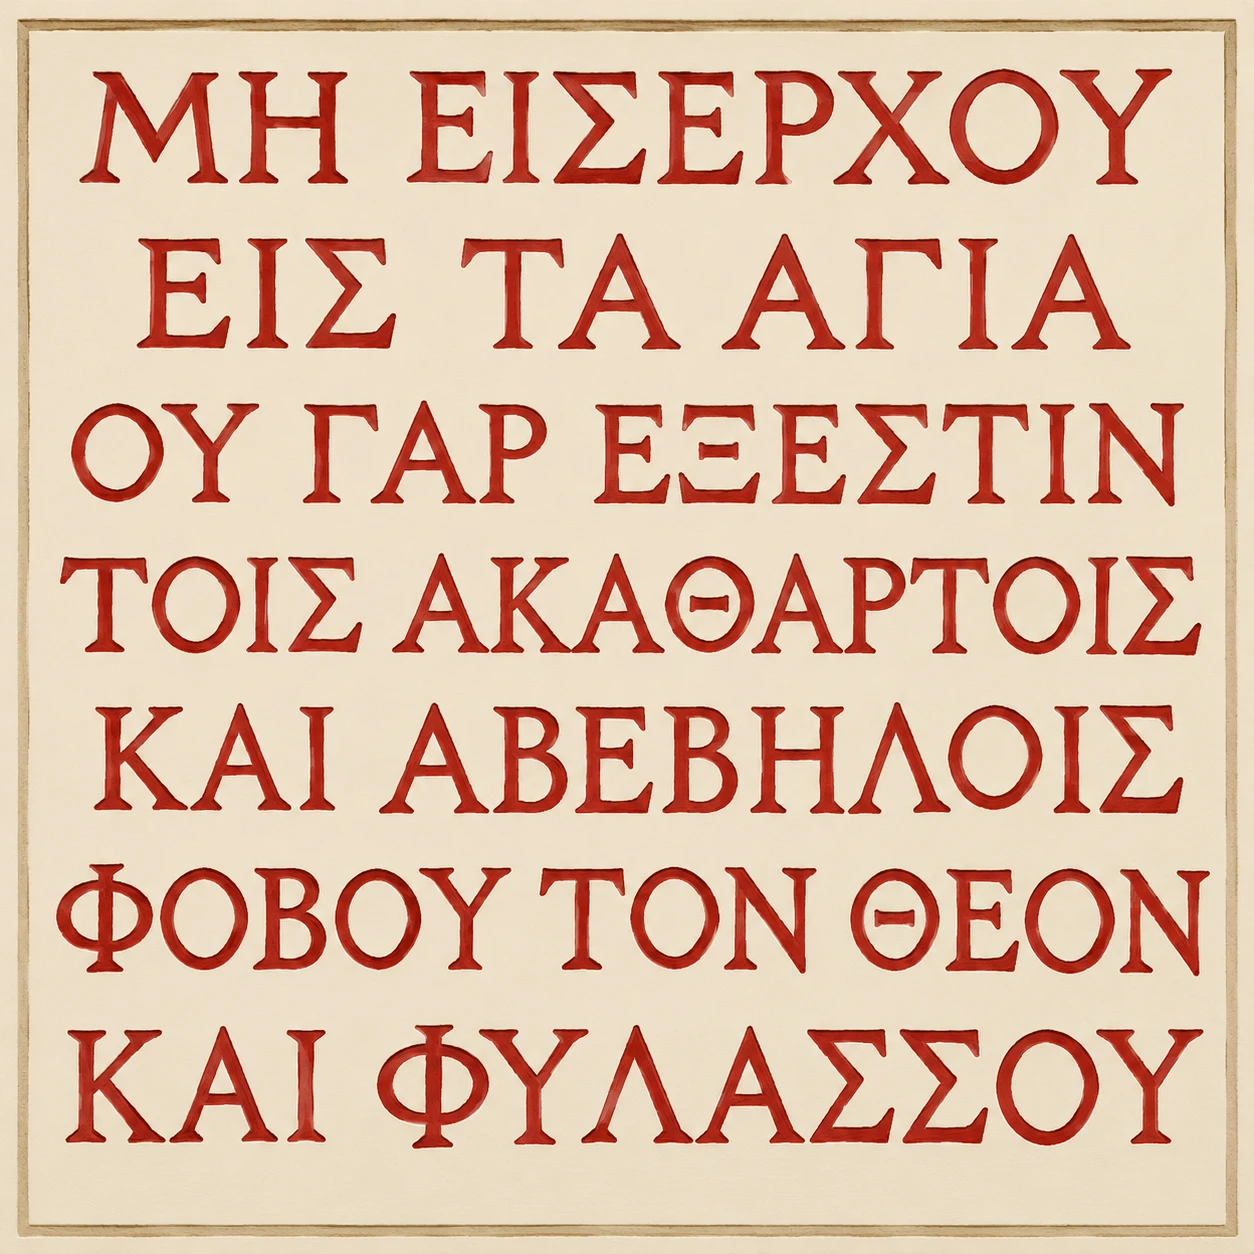 ΜΗ ΕΙΣΕΡΧΟΥ
ΕΙΣ ΤΑ ΑΓΙΑ
ΟΥ ΓΑΡ ΕΞΕΣΤΙΝ
ΤΟΙΣ ΑΚΑΘΑΡΤΟΙΣ
ΚΑΙ ΑΒΕΒΗΛΟΙΣ
ΦΟΒΟΥ ΤΟΝ ΘΕΟΝ
ΚΑΙ ΦΥΛΑΣΣΟΥ